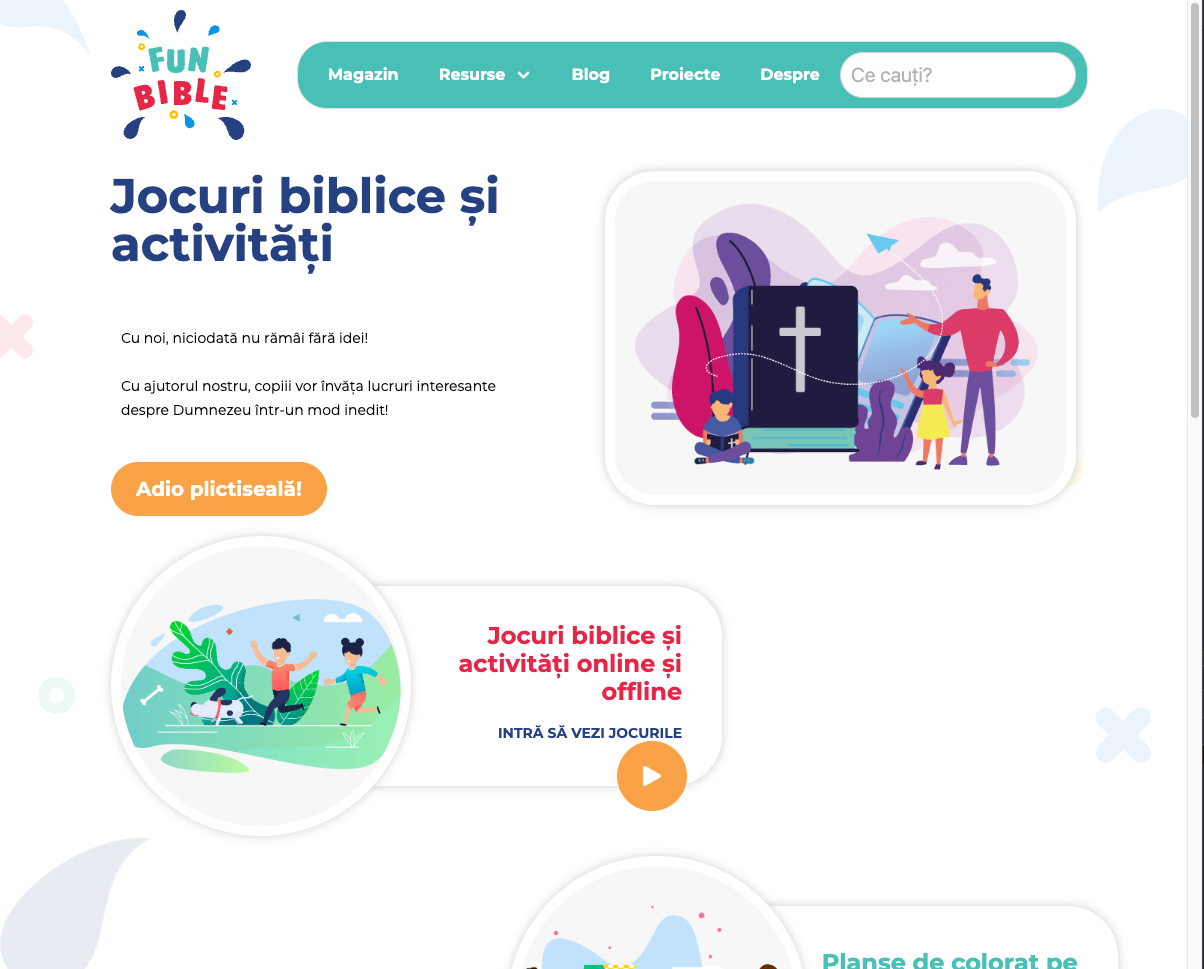 FUN
BIBLE
Magazin
Resurse
Blog
Proiecte
Despre
Ce cauți?
Jocuri biblice și
activități
Cu noi, niciodată nu rămâi fără idei!
Cu ajutorul nostru, copiii vor învăța lucruri interesante
despre Dumnezeu într-un mod inedit!
Adio plictiseală!
Jocuri biblice și
activități online și
offline
INTRĂ SĂ VEZI JOCURILE
Planșe de colorat pe